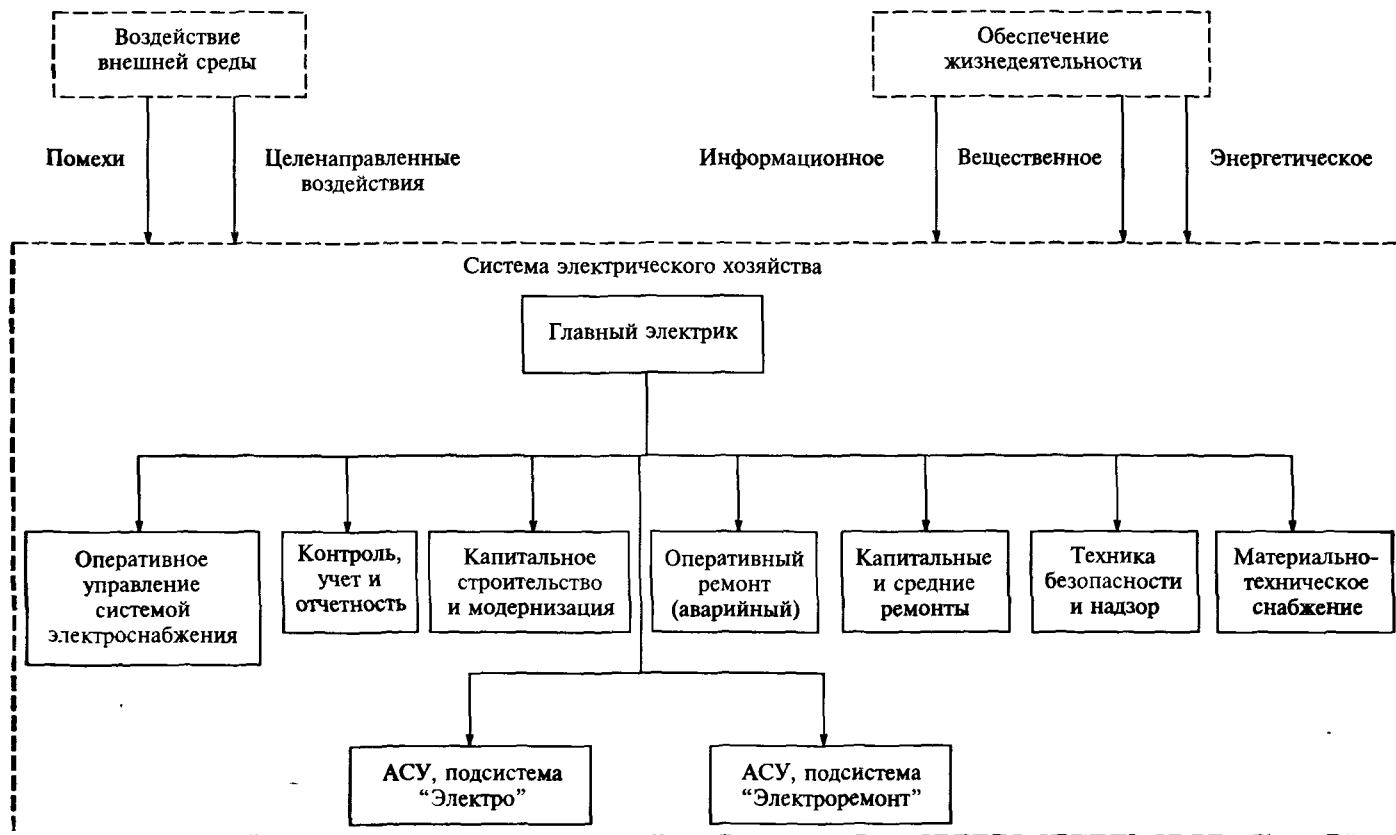 Воздействие
внешней среды
Обеспечение
жизнедеятельности
Помехи
Целенаправленные
воздействия
Информационное
Вещественное
Энергетическое
Система электрического хозяйства
Главный электрик
Оперативное
управление
системой
электроснабжения
Контроль,
учет и
отчетность
Капитальное
строительство
и модернизация
Оперативный
ремонт
(аварийный)
Капитальные
и средние
ремонты
Техника
безопасности
и надзор
Материально-
техническое
снабжение
АСУ, подсистема
“Электро”
АСУ, подсистема
“Электроремонт”